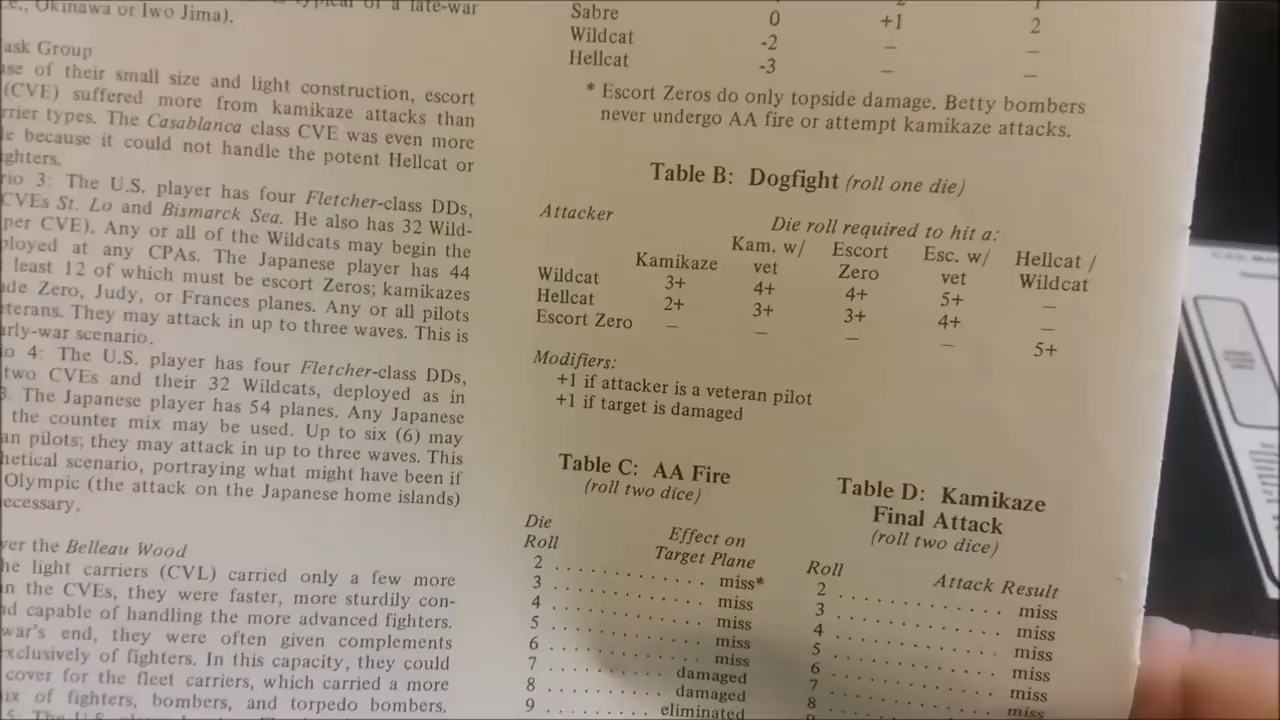 Okinawa or Iwo Jima).
typical of a late-war
ask Group
of their small size and light construction, escort
(CVE) suffered more from kamikaze attacks than
rrier types. The Casablanca class CVE was even more
because it could not handle the potent Hellcat or
ghters.
rio 3: The U.S. player has four Fletcher-class DDs,
CVEs St. Lo and Bismarck Sea. He also has 32 Wild-
per CVE). Any or all of the Wildcats may begin the
ployed at any CPAs. The Japanese player has 44
least 12 of which must be escort Zeros; kamikazes
de Zero, Judy, or Frances planes. Any or all pilots
terans. They may attack in up to three waves. This is
arly-war scenario.
io 4: The U.S. player has four Fletcher-class DDs,
two CVEs and their 32 Wildcats, deployed as in
3. The Japanese player has 54 planes. Any Japanese
the counter mix may be used. Up to six (6) may
an pilots; they may attack in up to three waves. This
hetical scenario, portraying what might have been if
Olympic (the attack on the Japanese home islands)
ecessary.
ver the Belleau Wood
he light carriers (CVL) carried only a few more
n the CVEs, they were faster, more sturdily con-
d capable of handling the more advanced fighters.
war's end, they were often given complements
xclusively of fighters. In this capacity, they could
cover for the fleet carriers, which carried a more
ix of fighters, bombers, and torpedo bombers.
Sabre 0 +1 2
Wildcat -2 – –
Hellcat -3 – –
* Escort Zeros do only topside damage. Betty bombers
never undergo AA fire or attempt kamikaze attacks.
Table B: Dogfight (roll one die)
Attacker Die roll required to hit a:
Kamikaze Kam. w/ vet Escort Zero Esc. w/ vet Hellcat / Wildcat
Wildcat 3+ 4+ 4+ 5+ –
Hellcat 2+ 3+ 3+ 4+ –
Escort Zero – – – – 5+
Modifiers:
+1 if attacker is a veteran pilot
+1 if target is damaged
Table C: AA Fire
(roll two dice)
Die Roll Effect on Target Plane
2 . . . . . . . . . . . . . miss*
3 . . . . . . . . . . . . . miss
4 . . . . . . . . . . . . . miss
5 . . . . . . . . . . . . . miss
6 . . . . . . . . . . . . . miss
7 . . . . . . . . . . damaged
8 . . . . . . . . . . damaged
9 . . . . . . . . . eliminated
Table D: Kamikaze
Final Attack
(roll two dice)
Roll Attack Result
2 . . . . . . . . . . . . . miss
3 . . . . . . . . . . . . . miss
4 . . . . . . . . . . . . . miss
5 . . . . . . . . . . . . . miss
6 . . . . . . . . . . . . . miss
7 . . . . . . . . . . . . . miss
8 . . . . . . . . . . . . . miss